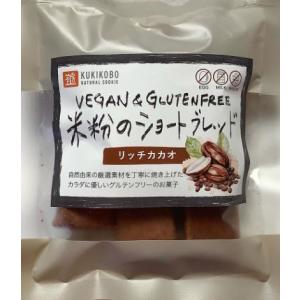 KUKIKOBO
NATURAL COOKIE
EGG
MILK
VEGAN & GLUTENFREE
米粉のショートブレッド
リッチカカオ
自然由来の厳選素材を丁寧に焼き上げた
カラダに優しいグルテンフリーのお菓子